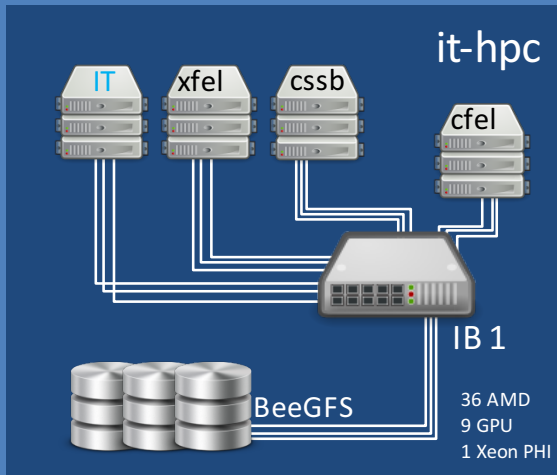 it-hpc
IT
xfel
cssb
cfel
IB 1
BeeGFS
36 AMD
9 GPU
1 Xeon PHI